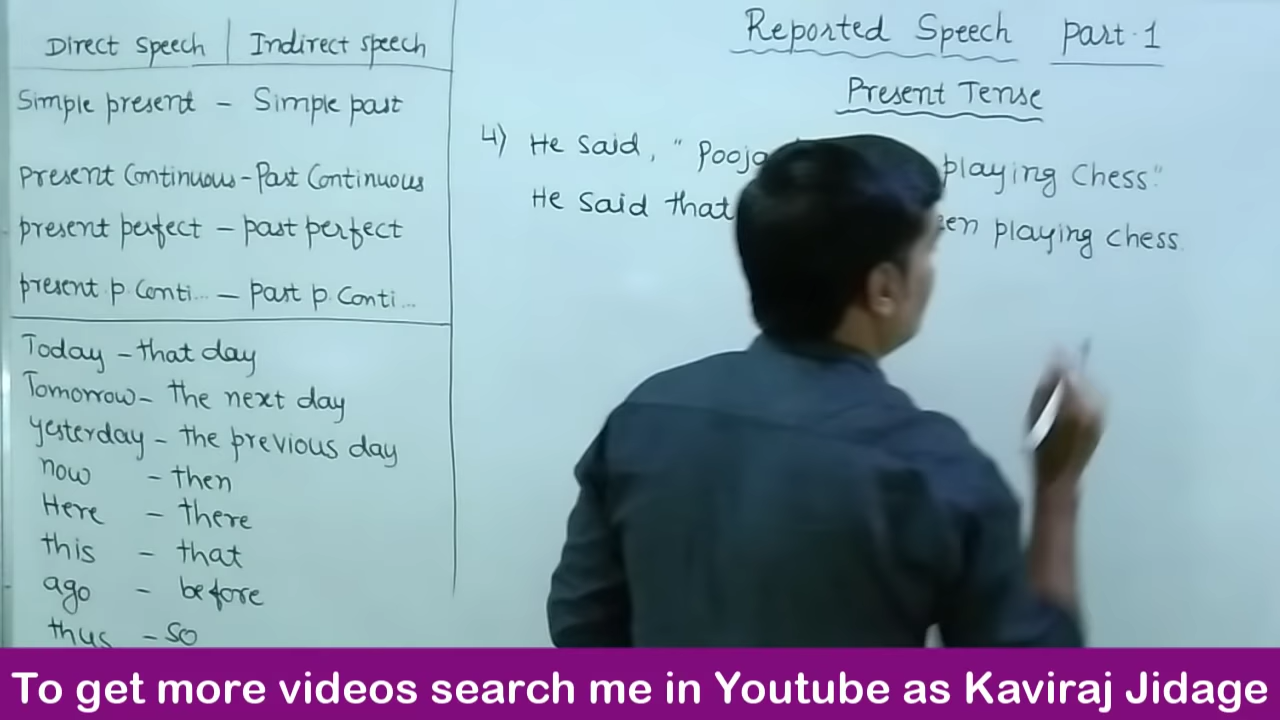 Direct Speech | Indirect speech
Simple present - Simple past
present Continuous - Past Continuous
present perfect - past perfect
present p. Conti... - Past p. Conti...
Today - that day
Tomorrow - the next day
yesterday - the previous day
now - then
Here - there
this - that
ago - before
thus - so
Reported Speech Part-1
Present Tense
4) He said, " playing Chess"
He said that playing chess.
To get more videos search me in Youtube as Kaviraj Jidage